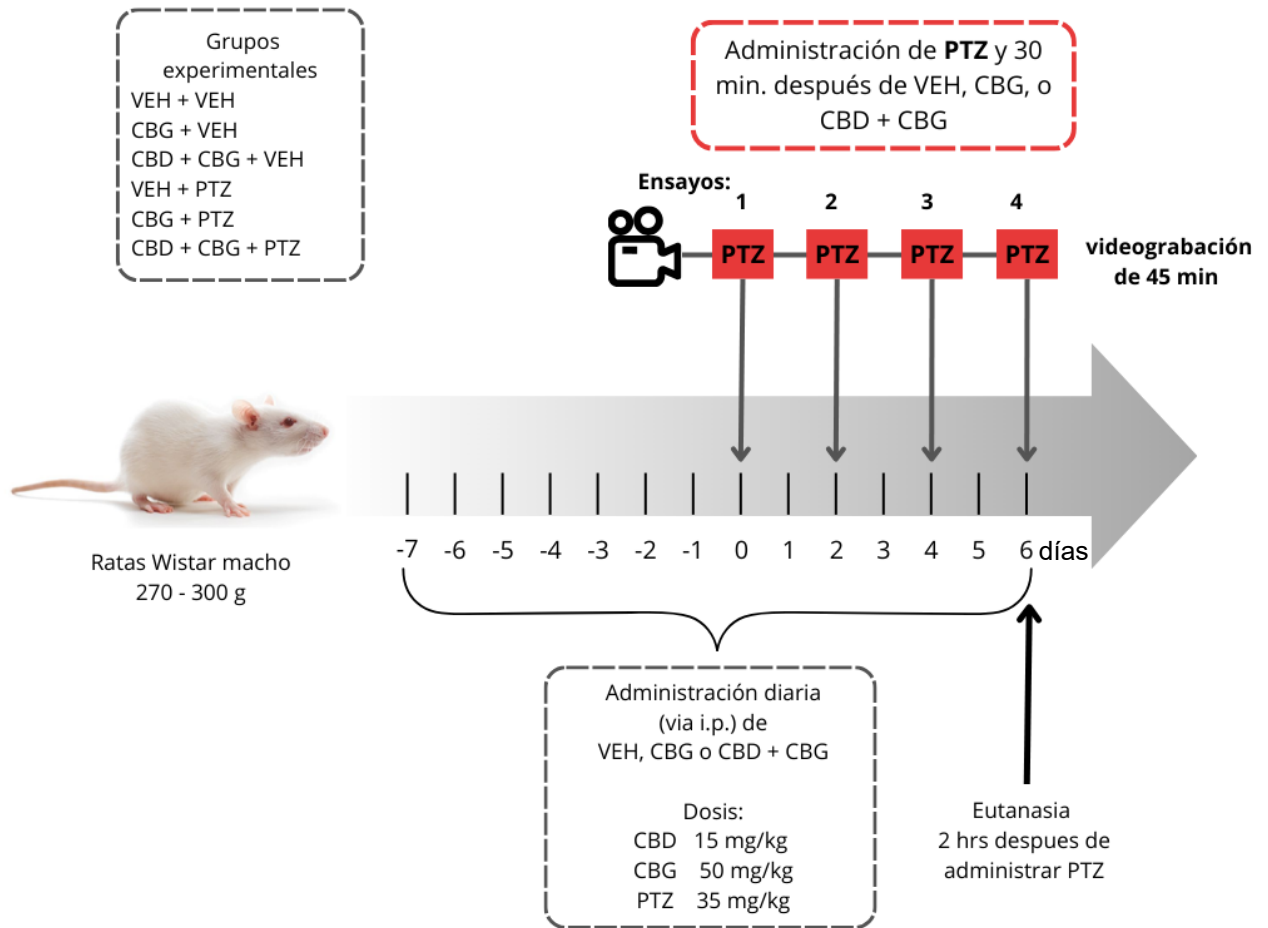 Grupos
experimentales
VEH + VEH
CBG + VEH
CBD + CBG + VEH
VEH + PTZ
CBG + PTZ
CBD + CBG + PTZ
Administración de PTZ y 30
min. después de VEH, CBG, o
CBD + CBG
Ensayos:
1 2 3 4
PTZ PTZ PTZ PTZ
videograbación
de 45 min
Ratas Wistar macho
270 - 300 g
-7 -6 -5 -4 -3 -2 -1 0 1 2 3 4 5 6 días
Administración diaria
(via i.p.) de
VEH, CBG o CBD + CBG
Dosis:
CBD 15 mg/kg
CBG 50 mg/kg
PTZ 35 mg/kg
Eutanasia
2 hrs despues de
administrar PTZ